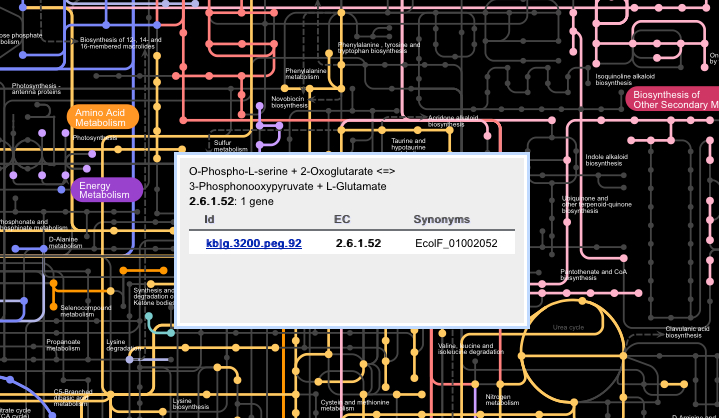 ose phosphate
abolism
Biosynthesis of 12-, 14- and
16-membered macrolides
Phenylalanine , tyrosine and
tryptophan biosynthesis
Phenylalanine
metabolism
Isoquinoline alkaloid
biosynthesis
Photosynthesis -
antenna proteins
Novobiocin
biosynthesis
Biosynthesis of
Other Secondary M
Amino Acid
Metabolism
Acridone alkaloid
biosynthesis
Photosynthesis
Sulfur
metabolism
Taurine and
hypotaurine
Indole alkaloid
biosynthesis
O-Phospho-L-serine + 2-Oxoglutarate <=>
3-Phosphonooxypyruvate + L-Glutamate
2.6.1.52: 1 gene
Id EC Synonyms
kb|g.3200.peg.92 2.6.1.52 EcolF_01002052
Energy
Metabolism
Ubiquinone and
other terpenoid-quinone
biosynthesis
phosphonate and
phosphinate metabolism
D-Alanine
metabolism
Pantothenate and CoA
biosynthesis
Synthesis and
degradation o
Ketone bodies
Selenocompound
metabolism
Urea cycle
Clavulanic acid
biosynthesis
Propanoate
metabolism
Lysine
degradation
Valine, leucine and
isoleucine degradation
C5-Branched
dibasic acid
metabolism
Lysine
biosynthesis
Cysteine and methionine
metabolism
Nitrogen
metabolism
itrate cycle
CA cycle)